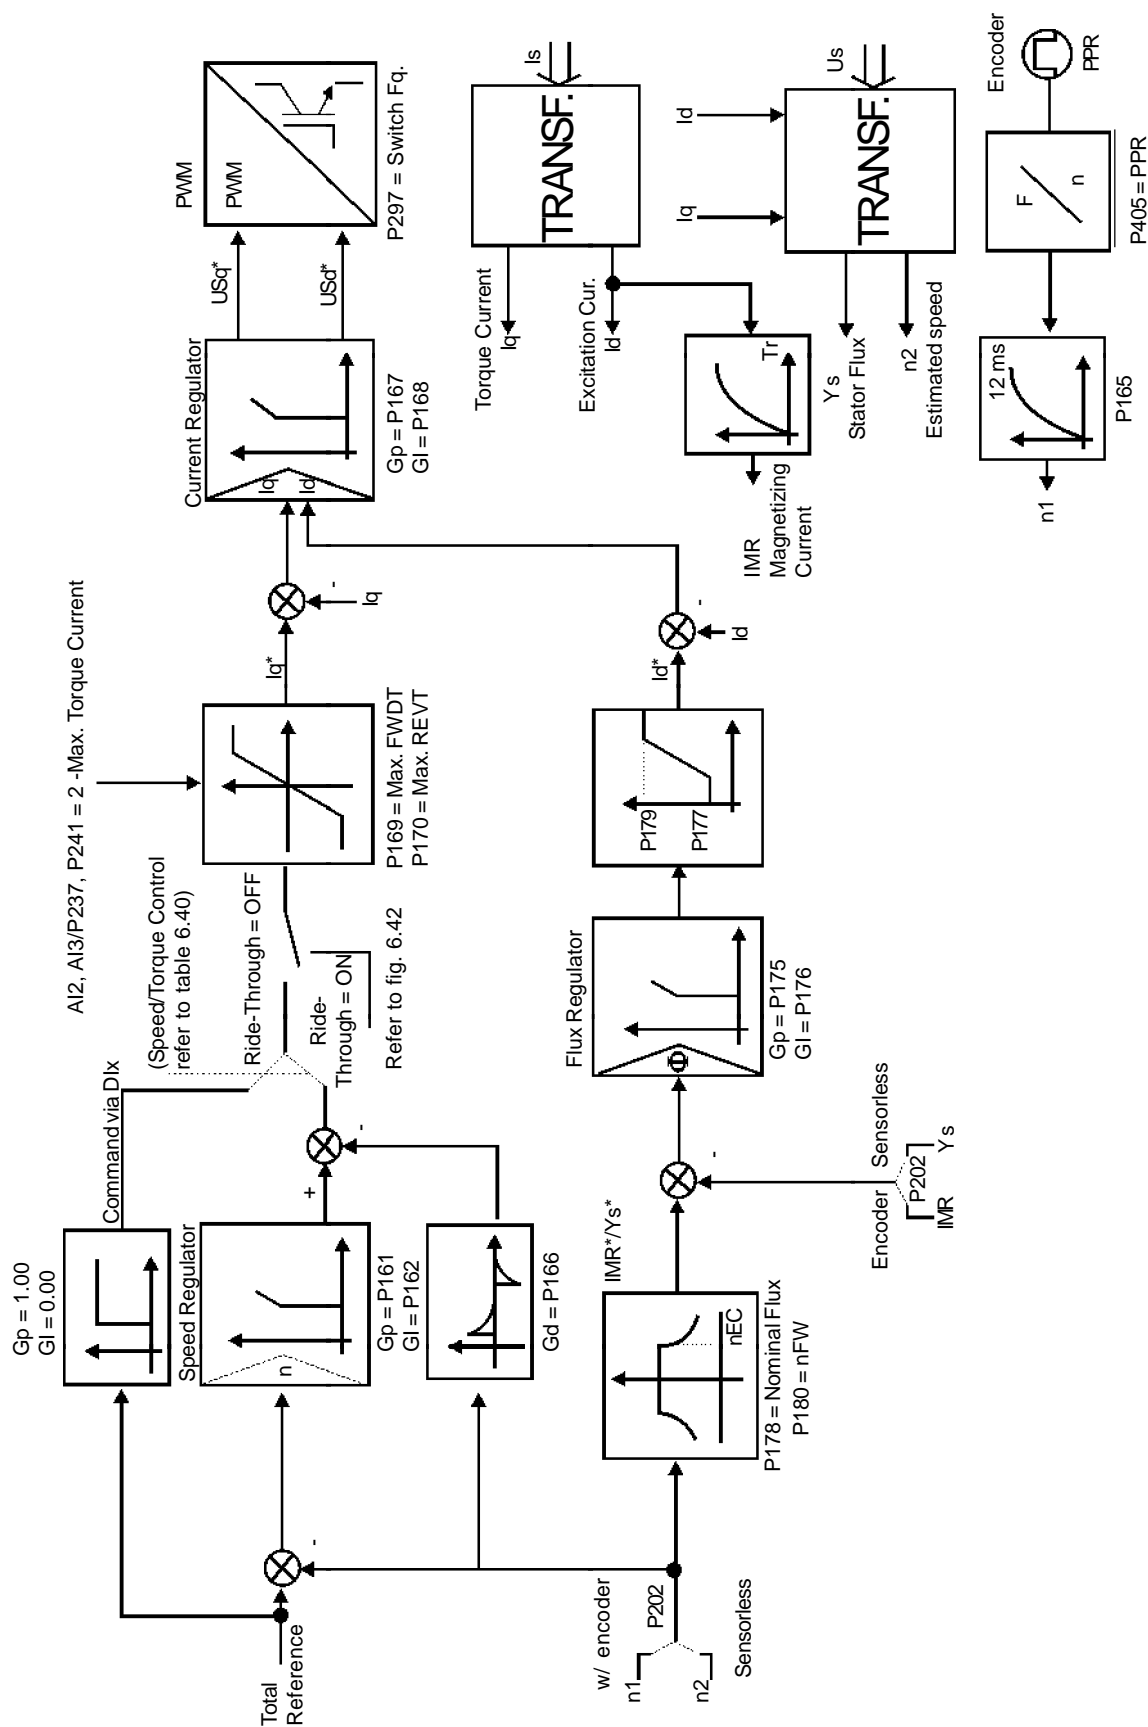 Total
Reference
Gp = 1.00
GI = 0.00
Command via DIx
Speed Regulator
n
Gp = P161
GI = P162
Gd = P166
-
+
-
(Speed/Torque Control
refer to table 6.40)
Ride-Through = OFF
Ride-
Through = ON
Refer to fig. 6.42
AI2, AI3/P237, P241 = 2 -Max. Torque Current
P169 = Max. FWDT
P170 = Max. REVT
Iq*
-
Iq
Current Regulator
Iq
Id
Gp = P167
GI = P168
USq*
USd*
PWM
PWM
P297 = Switch Fq.
w/ encoder
n1
P202
n2
Sensorless
nEC
P178 = Nominal Flux
P180 = nFW
IMR*/Ys*
-
Encoder
Sensorless
P202
IMR
Ys
Flux Regulator
Φ
Gp = P175
GI = P176
P179
P177
Id*
-
Id
Torque Current
Iq
Excitation Cur.
Id
TRANSF.
Is
Tr
IMR
Magnetizing
Current
Iq
Id
TRANSF.
Us
Ys
Stator Flux
n2
Estimated speed
n1
12 ms
P165
F
n
P405 = PPR
Encoder
PPR